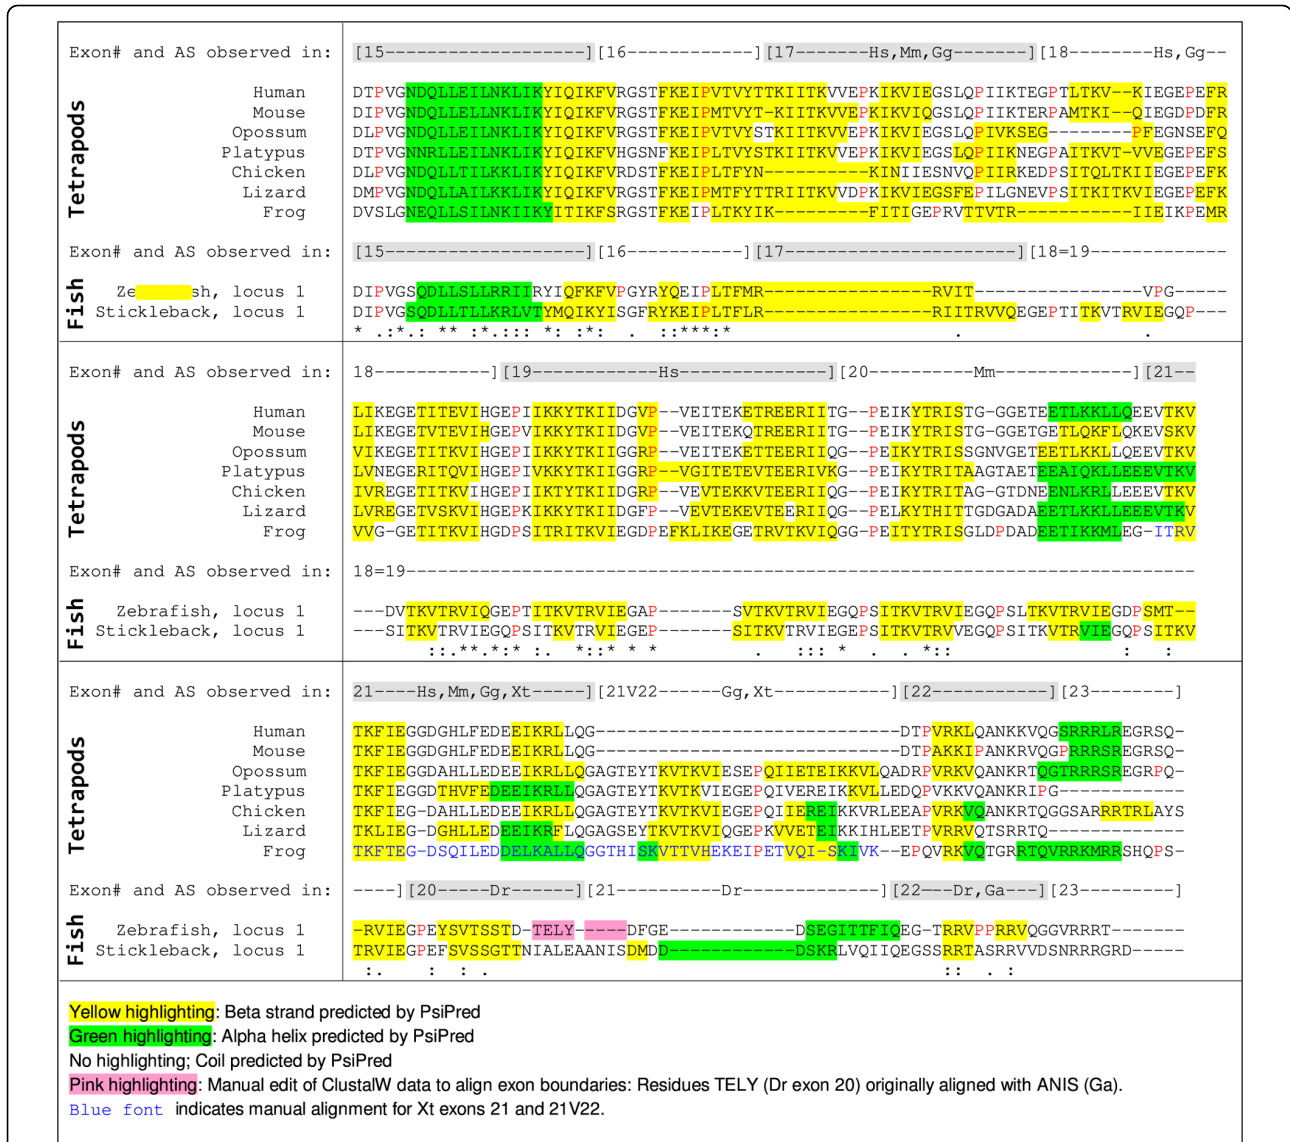 Exon# and AS observed in: [15-------------------][16------------][17-------Hs,Mm,Gg-------][18--------Hs,Gg--
Tetrapods
Human DTPVGNDQLLEILNKLIKYIQIKFVRGSTFKEIPVTVYTTKIITKVVEPKIKVIEGSLQPIIKTEGPTLTKV--KIEGEPEFR
Mouse DIPVGNDQLLEILNKLIKYIQIKFVRGSTFKEIPMTVYT-KIITKVVEPKIKVIQGSLQPIIKTERPAMTKI--QIEGDPDFR
Opossum DLPVGNDQLLEILNKLIKYIQIKFVRGSTFKEIPVTVYSTKIITKVVEPKIKVIEGSLQPIVKSEG--------PFEGNSEFQ
Platypus DTPVGNNRLLEILNKLIKYIQIKFVHGSNFKEIPLTVYSTKIITKVVEPKIKVIEGSLQPIIKNEGPAITKVT-VVEGEPEFS
Chicken DLPVGNDQLLTILNKLIKYIQIKFVRDSTFKEIPLTFYN----------KINIIESNVQPIIRKEDPSITQLTKIIEGEPEFK
Lizard DMPVGNDQLLAILKKLIKYIQIKFVRGSTFKEIPMTFYTTRIITKVVDPKIKVIEGSFEPILGNEVPSITKITKVIEGEPEFK
Frog DVSLGNEQLLSILNKIIKYITIKFSRGSTFKEIPLTKYIK---------FITIGEPRVTTVTR-----------IIEIKPEMR
Exon# and AS observed in: [15-------------------][16-----------][17------------------------][18=19-------------
Fish
Ze sh, locus 1 DIPVGSQDLLSLLRRIIRYIQFKFVPGYRYQEIPLTFMR----------------RVIT----------------VPG-----
Stickleback, locus 1 DIPVGSQDLLTLLKRLVTYMQIKYISGFRYKEIPLTFLR----------------RIITRVVQEGEPTITKVTRVIEGQP---
* .:*.: ** :*.::: *: :*: . ::****:* . .
Exon# and AS observed in: 18-----------][19------------Hs------------][20----------Mm-------------][21--
Tetrapods
Human LIKEGETITEVIHGEPIIKKYTKIIDGVP--VEITEKETREERIITG--PEIKYTRISTG-GGETEETLKKLLQEEVTKV
Mouse LIKEGETVTEVIHGEPVIKKYTKIIDGVP--VEITEKQTREERIITG--PEIKYTRISTG-GGETGETLQKFLQKEVSKV
Opossum VIKEGETITKVIHGEPIIKKYTKIIGGRP--VEITEKVTEERIIQG--PEIKYTRISSGNVGETEETLKKLLQEEVTKV
Platypus LVNEGERITQVIHGEPIVKKYTKIIGGRP--VGITETEVTEERIVKG--PEIKYTRITAAGTAETEEAIQKLLEEEVTKV
Chicken IVREGETITKVIHGEPIIKTYTKIIDGRP--VEVTEKKVTEERIIQG--PEIKYTRITAG-GTDNEENLKRLLEEEVTKV
Lizard LVREGETVSKVIHGEPKIKKYTKIIDGFP--VEVTEKEVTEERIIQG--PELKYTHITTGDGADAEETLKKLLEEEVTKV
Frog VVG-GETITKVIHGDPSITRITKVIEGDPEFKLIKEGETRVTKVIQGG-PEITYTRISGLDPDADEETIKKMLEG-ITRV
Exon# and AS observed in: 18=19---------------------------------------------------------------------------
Fish
Zebrafish, locus 1 ---DVTKVTRVIQGEPTITKVTRVIEGAP-------SVTKVTRVIEGQPSITKVTRVIEGQPSLTKVTRVIEGDPSMT--
Stickleback, locus 1 ---SITKVTRVIEGQPSITKVTRVIEGEP-------SITKVTRVIEGEPSITKVTRVVEGQPSITKVTRVIEGQPSITKV
::.**.*:* :. *::* * * . ::: * . . *:: : :
Exon# and AS observed in: 21----Hs,Mm,Gg,Xt-----][21V22------Gg,Xt-----------][22-----------][23--------]
Tetrapods
Human TKFIEGGDGHLFEDEEIKRLLQG-----------------------------DTPVRKLQANKKVQGSRRRLREGRSQ-
Mouse TKFIEGGDGHLFEDEEIKRLLQG-----------------------------DTPAKKIPANKRVQGPRRRSREGRSQ-
Opossum TKFIEGGDAHLLEDEEIKRLLQGAGTEYTKVTKVIESEPQIIETEIKKVLQADRPVRKVQANKRTQGTRRRSREGRPQ-
Platypus TKFIEGGDTHVFEDEEIKRLLQGAGTEYTKVTKVIEGEPQIVEREIKKVLLEDQPVKKVQANKRIPG------------
Chicken TKFIEG-DAHLLEDEEIKRLLQGAGTEYTKVTKVIEGEPQIIEREIKKVRLEEAPVRKVQANKRTQGGSARRRTRLAYS
Lizard TKLIEG-DGHLLEDEEIKRFLQGAGSEYTKVTKVIQGEPKVVETEIKKIHLEETPVRRVQTSRRTQ-------------
Frog TKFTEG-DSQILEDDELKALLQGGTHISKVTTVHEKEIPETVQI-SKIVK--EPQVRKVQTGRRTQVRRKMRRSHQPS-
Exon# and AS observed in: ----][20-----Dr------][21----------Dr--------------][22---Dr,Ga---][23---------]
Fish
Zebrafish, locus 1 -RVIEGPEYSVTSSTD-TELY-----DFGE-------------DSEGITTFIQEG-TRRVPPRRVQGGVRRRT------
Stickleback, locus 1 TRVIEGPEFSVSSGTTNIALEAANISDMDD-------------DSKRLVQIIQEGSSRRTASRRVVDSNRRRGRD-----
:. : : . :: . :
Yellow highlighting: Beta strand predicted by PsiPred
Green highlighting: Alpha helix predicted by PsiPred
No highlighting; Coil predicted by PsiPred
Pink highlighting: Manual edit of ClustalW data to align exon boundaries: Residues TELY (Dr exon 20) originally aligned with ANIS (Ga).
Blue font indicates manual alignment for Xt exons 21 and 21V22.